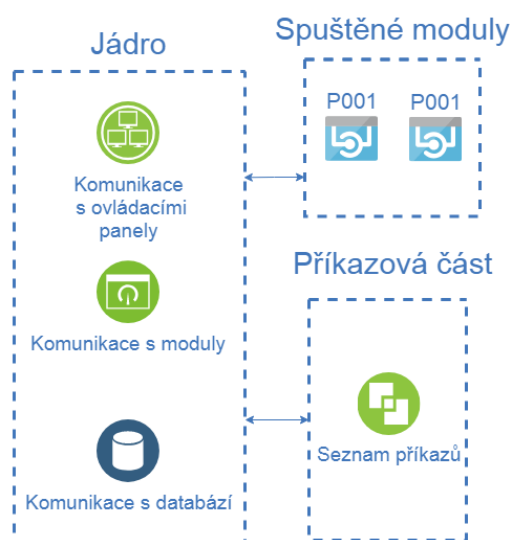 Jádro
Komunikace
s ovládacími
panely
Komunikace s moduly
Komunikace s databází
Spuštěné moduly
P001 P001
Příkazová část
Seznam příkazů